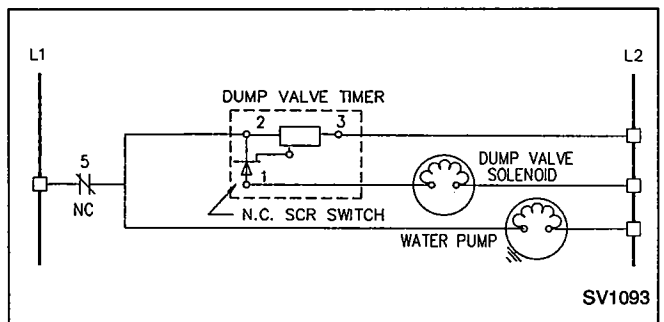 L1
L2
DUMP VALVE TIMER
2
3
5
NC
1
DUMP VALVE
SOLENOID
N.C. SCR SWITCH
WATER PUMP
SV1093